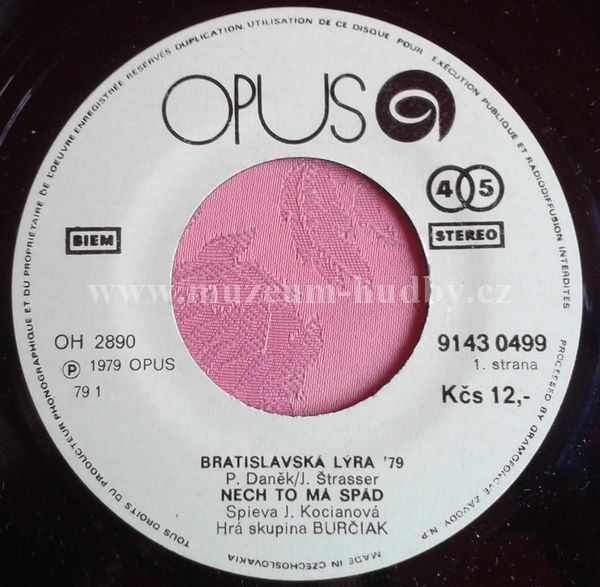 TOUS DROITS DU PRODUCTEUR PHONOGRAPHIQUE ET DU PROPRIÉTAIRE DE L'OEUVRE ENREGISTRÉE RÉSERVÉS DUPLICATION, UTILISATION DE CE DISQUE POUR EXÉCUTION PUBLIQUE ET RADIODIFFUSION INTERDITES
PROCESSED BY GRAMOFONOVÉ ZÁVODY, N.P.
OPUS
45
BIEM
STEREO
www.muzeum-hudby.cz
OH 2890
9143 0499
Ⓟ 1979 OPUS
1. strana
79 1
Kčs 12,-
BRATISLAVSKÁ LÝRA '79
P. Daněk/J. Štrasser
NECH TO MÁ SPÁD
Spieva J. Kocianová
Hrá skupina BURČIAK
MADE IN CZECHOSLOVAKIA